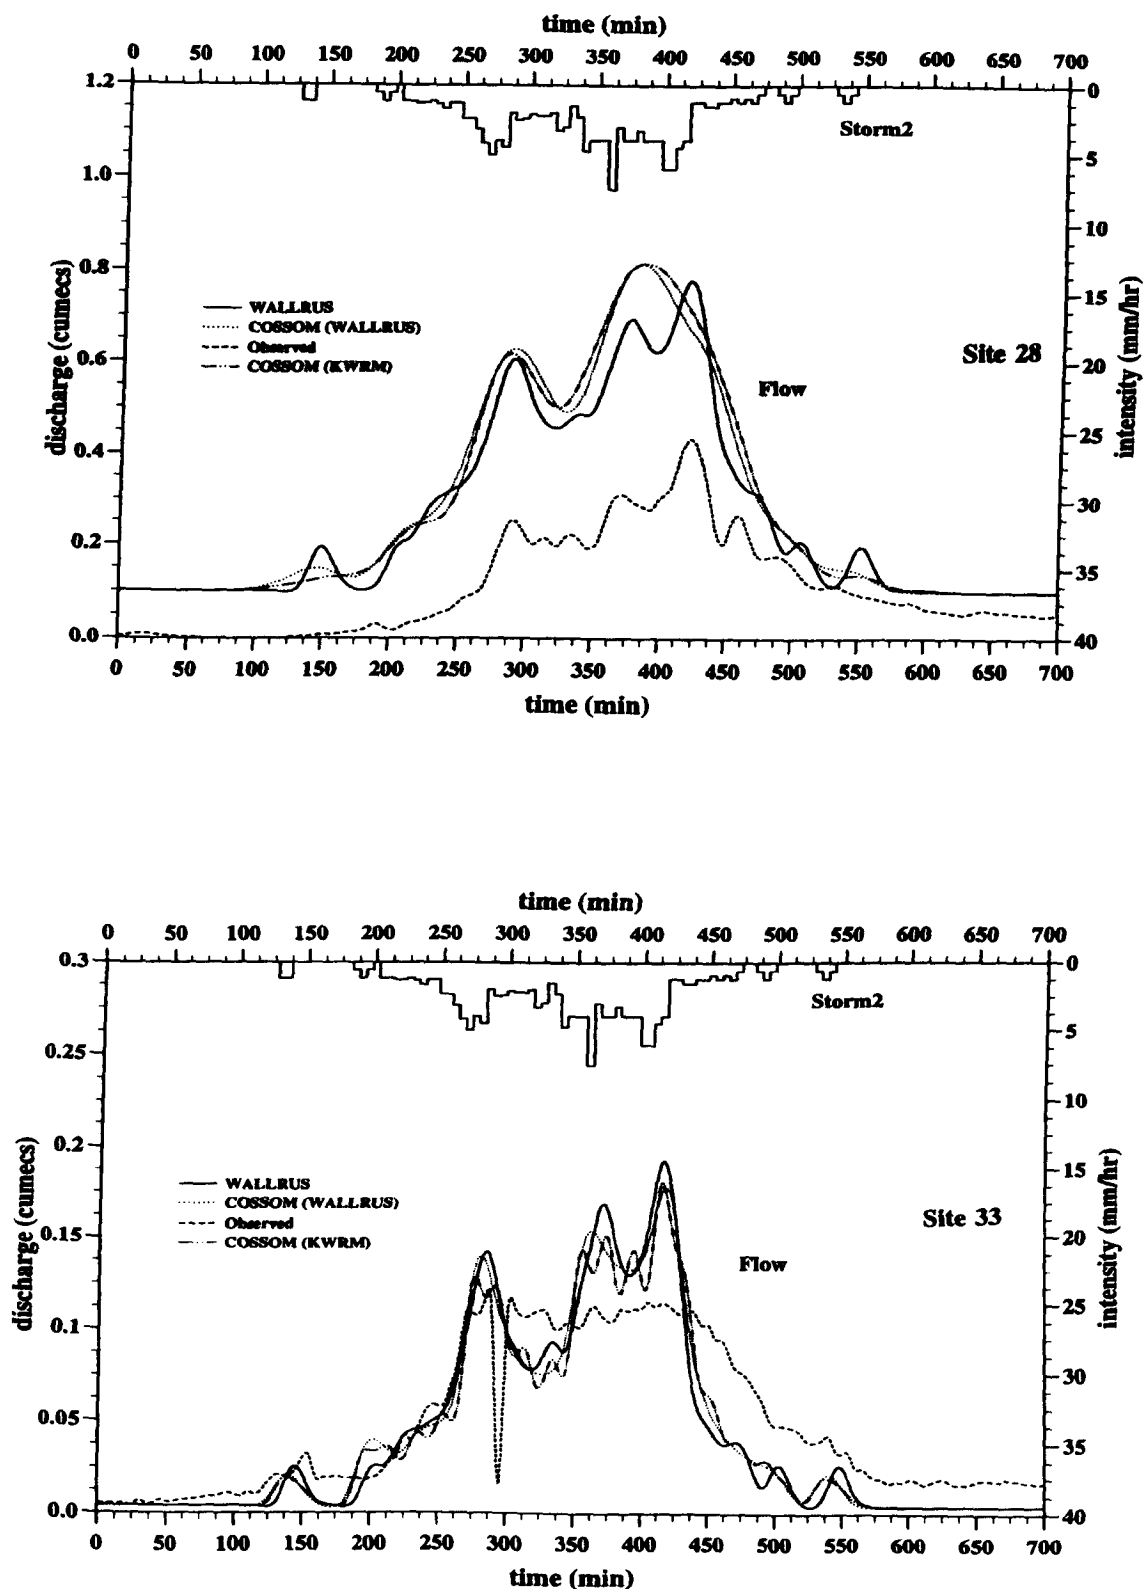 time (min)
0 50 100 150 200 250 300 350 400 450 500 550 600 650 700
1.2
0
Storm2
5
1.0
10
0.8
15
WALLRUS
COSSOM (WALLRUS)
Observed
COSSOM (KWRM)
discharge (cumecs)
intensity (mm/hr)
Site 28
0.6
20
Flow
0.4
25
30
0.2
35
0.0
40
0 50 100 150 200 250 300 350 400 450 500 550 600 650 700
time (min)
time (min)
0 50 100 150 200 250 300 350 400 450 500 550 600 650 700
0.3
0
Storm2
0.25
5
10
0.2
15
WALLRUS
COSSOM (WALLRUS)
Observed
COSSOM (KWRM)
discharge (cumecs)
intensity (mm/hr)
Site 33
0.15
20
Flow
0.1
25
30
0.05
35
0.0
40
0 50 100 150 200 250 300 350 400 450 500 550 600 650 700
time (min)